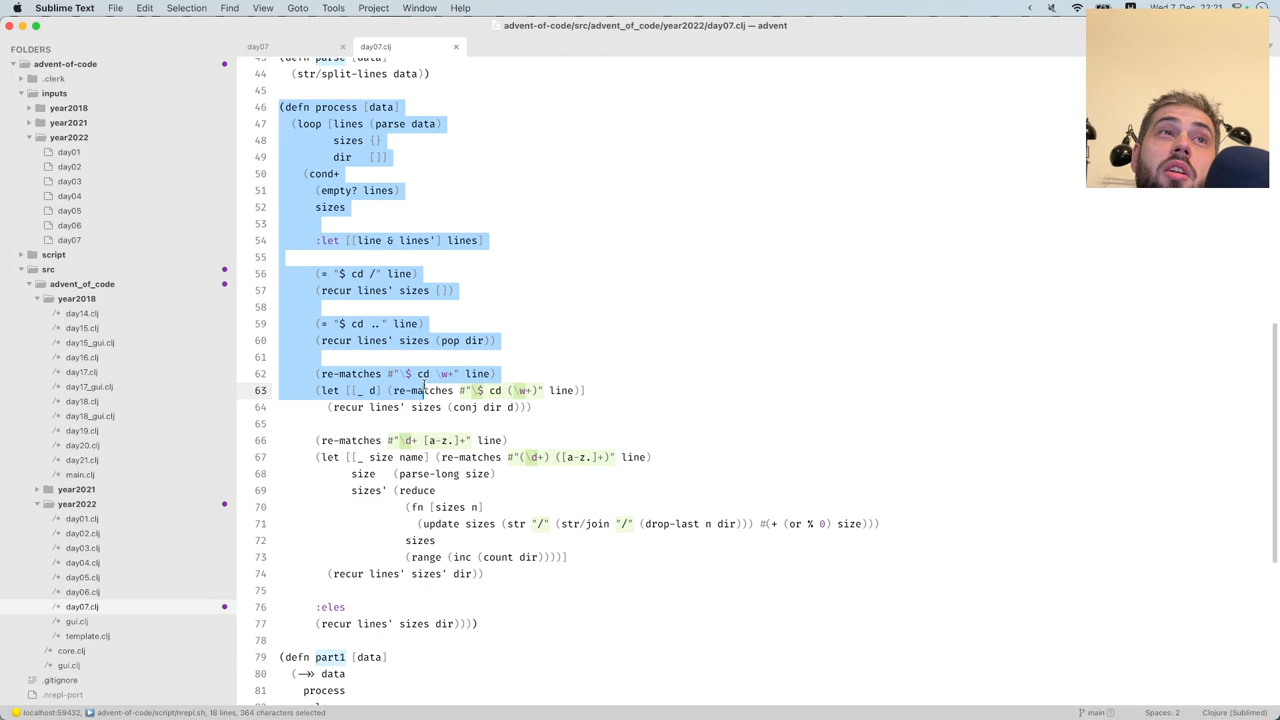 Sublime Text File Edit Selection Find View Goto Tools Project Window Help
Wed 7 Dec 22:21
advent-of-code/src/advent_of_code/year2022/day07.clj — advent
FOLDERS
advent-of-code
.clerk
inputs
year2018
year2021
year2022
day01
day02
day03
day04
day05
day06
day07
script
src
advent_of_code
year2018
day14.clj
day15.clj
day15_gui.clj
day16.clj
day17.clj
day17_gui.clj
day18.clj
day18_gui.clj
day19.clj
day20.clj
day21.clj
main.clj
year2021
year2022
day01.clj
day02.clj
day03.clj
day04.clj
day05.clj
day06.clj
day07.clj
gui.clj
template.clj
core.clj
gui.clj
.gitignore
.nrepl-port
day07 × day07.clj ×
43 (defn parse [data]
44 (str/split-lines data))
45
46 (defn process [data]
47 (loop [lines (parse data)
48 sizes {}
49 dir []]
50 (cond+
51 (empty? lines)
52 sizes
53
54 :let [[line & lines'] lines]
55
56 (= "$ cd /" line)
57 (recur lines' sizes [])
58
59 (= "$ cd .." line)
60 (recur lines' sizes (pop dir))
61
62 (re-matches #"\$ cd \w+" line)
63 (let [[_ d] (re-matches #"\$ cd (\w+)" line)]
64 (recur lines' sizes (conj dir d)))
65
66 (re-matches #"\d+ [a-z.]+" line)
67 (let [[_ size name] (re-matches #"(\d+) ([a-z.]+)" line)
68 size (parse-long size)
69 sizes' (reduce
70 (fn [sizes n]
71 (update sizes (str "/" (str/join "/" (drop-last n dir))) #(+ (or % 0) size)))
72 sizes
73 (range (inc (count dir))))]
74 (recur lines' sizes' dir))
75
76 :eles
77 (recur lines' sizes dir))))
78
79 (defn part1 [data]
80 (->> data
81 process
localhost:59432, advent-of-code/script/nrepl.sh, 18 lines, 364 characters selected
main 1 Spaces: 2 Clojure (Sublimed)